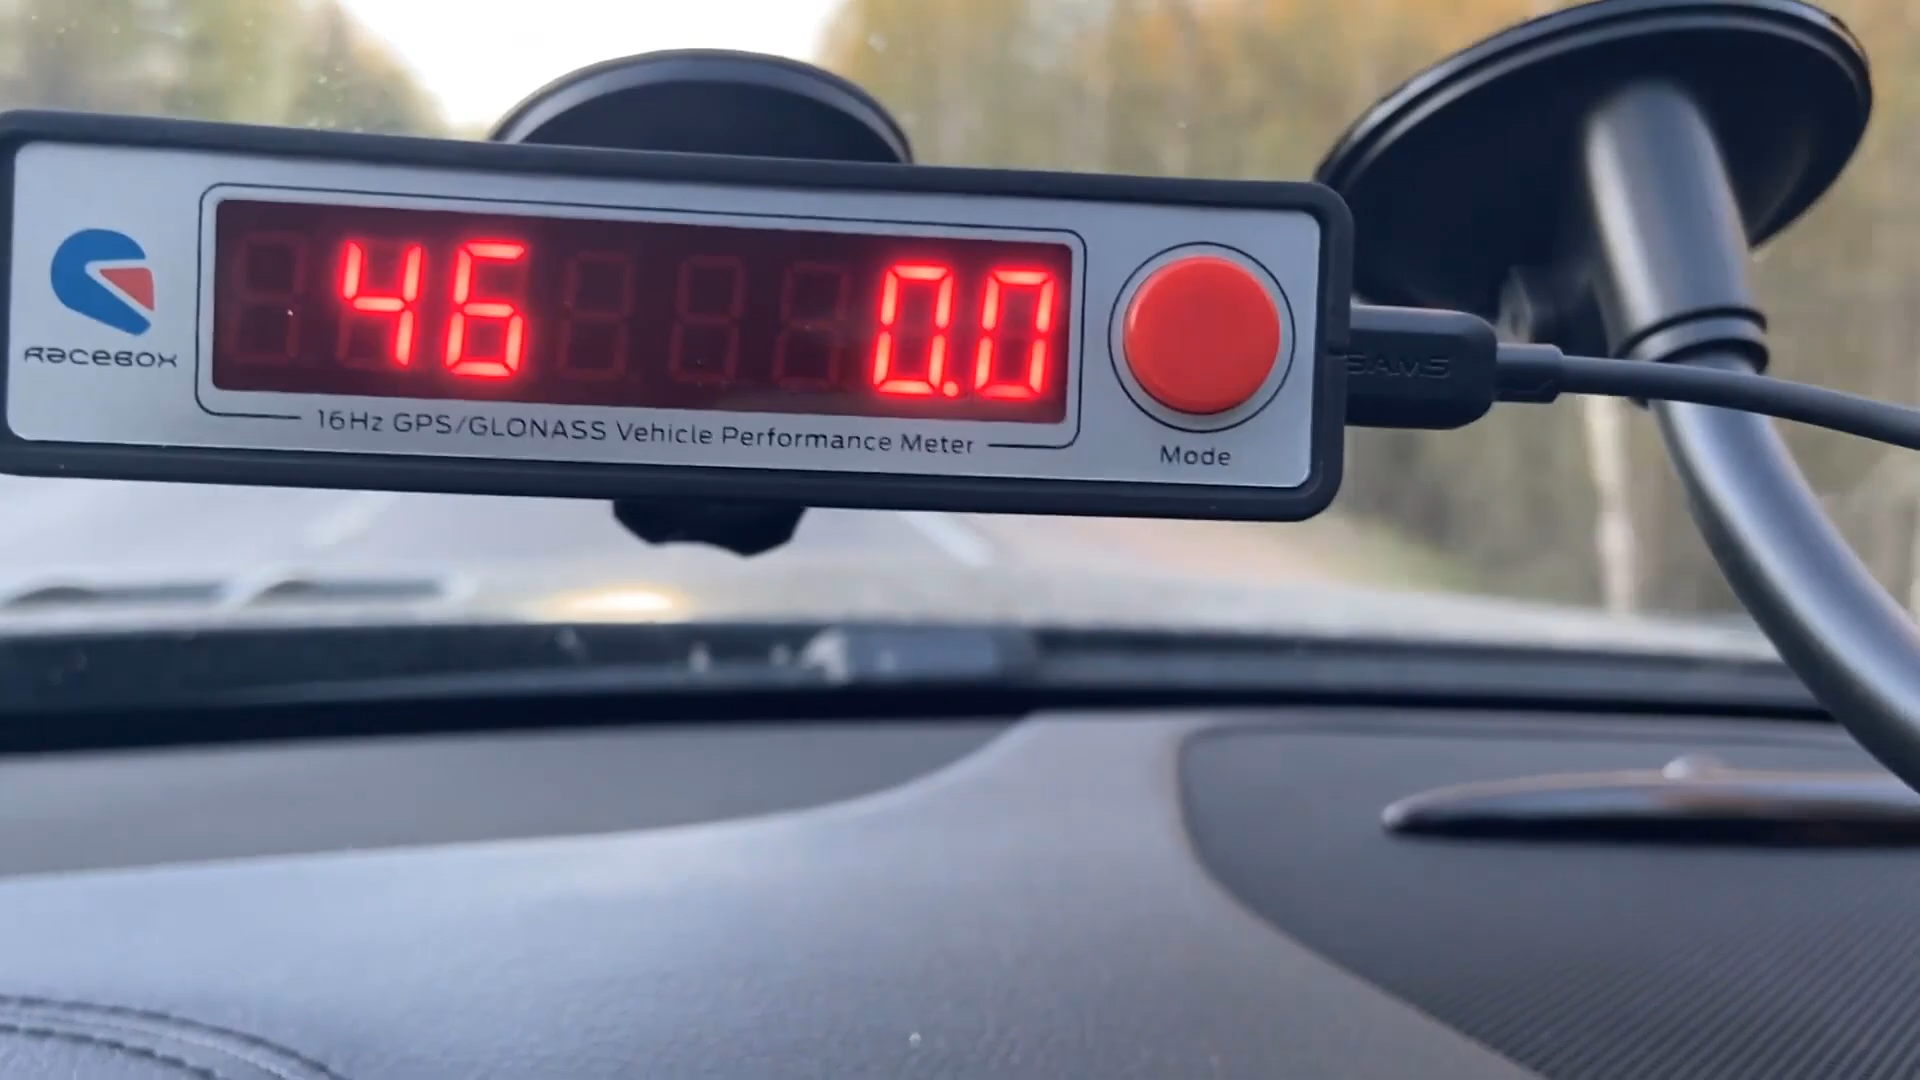 46 0.0
RACEBOX
16Hz GPS/GLONASS Vehicle Performance Meter
Mode